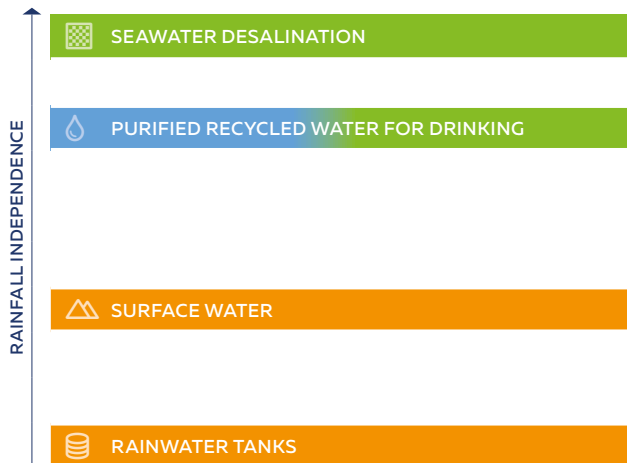 RAINFALL INDEPENDENCE
SEAWATER DESALINATION
PURIFIED RECYCLED WATER FOR DRINKING
SURFACE WATER
RAINWATER TANKS